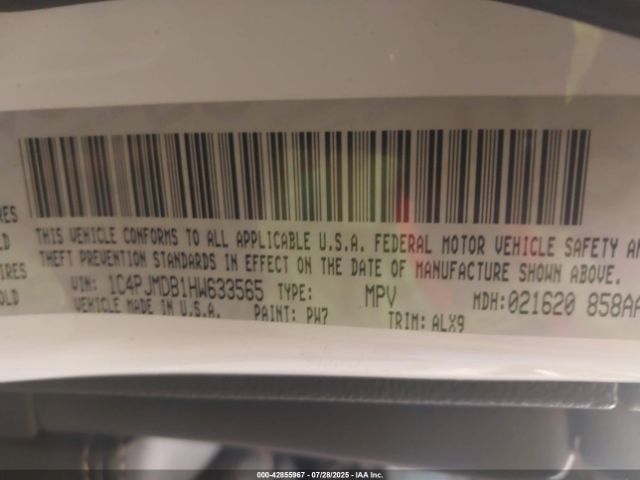 THIS VEHICLE CONFORMS TO ALL APPLICABLE U.S.A. FEDERAL MOTOR VEHICLE SAFETY AN
THEFT PREVENTION STANDARDS IN EFFECT ON THE DATE OF MANUFACTURE SHOWN ABOVE.
VIN: 1C4PJMDB1HW633565 TYPE: MPV MDH:021620 858AA
VEHICLE MADE IN U.S.A. PAINT: PW7 TRIM: ALX9
RES
LD
IRES
OLD
000-42855967 - 07/28/2025 - IAA Inc.